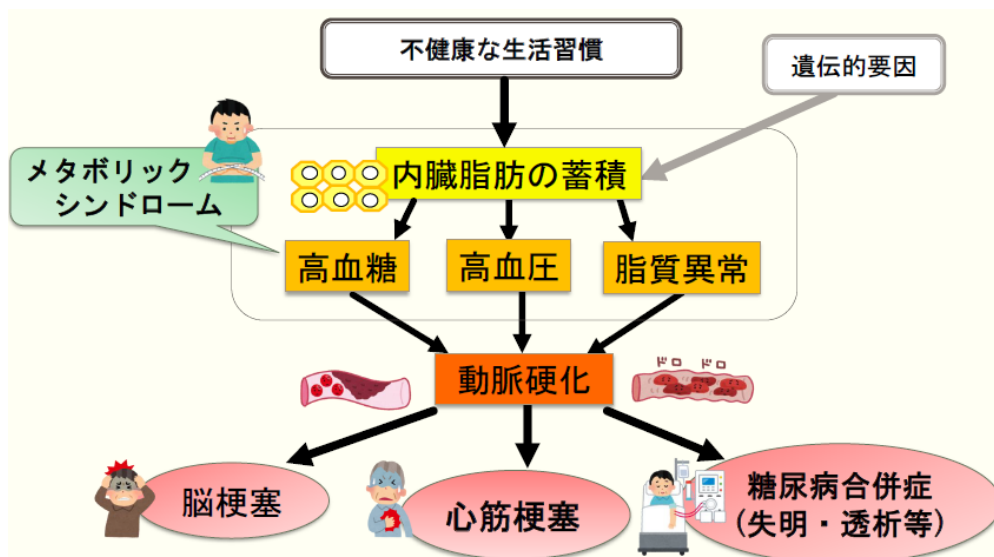 不健康な生活習慣
遺伝的要因
メタボリック
シンドローム
内臓脂肪の蓄積
高血糖
高血圧
脂質異常
動脈硬化
ドロ ドロ
脳梗塞
心筋梗塞
糖尿病合併症
(失明・透析等)